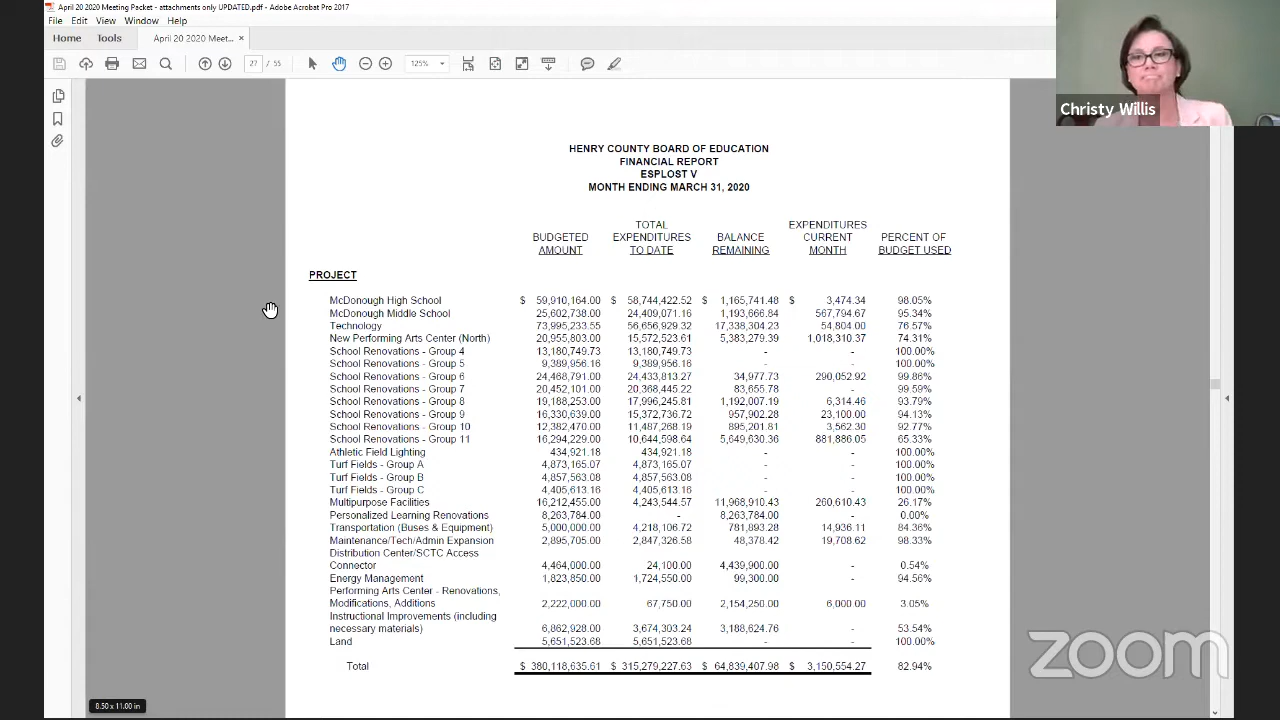 April 20 2020 Meeting Packet - attachments only UPDATED.pdf - Adobe Acrobat Pro 2017
File Edit View Window Help
Home Tools April 20 2020 Meet... ×
27 / 55 125%
Christy Willis
HENRY COUNTY BOARD OF EDUCATION
FINANCIAL REPORT
ESPLOST V
MONTH ENDING MARCH 31, 2020
TOTAL EXPENDITURES
BUDGETED EXPENDITURES BALANCE CURRENT PERCENT OF
AMOUNT TO DATE REMAINING MONTH BUDGET USED
PROJECT
McDonough High School $ 59,910,164.00 $ 58,744,422.52 $ 1,165,741.48 $ 3,474.34 98.05%
McDonough Middle School 25,602,738.00 24,409,071.16 1,193,666.84 567,794.67 95.34%
Technology 73,995,233.55 56,656,929.32 17,338,304.23 54,804.00 76.57%
New Performing Arts Center (North) 20,955,803.00 15,572,523.61 5,383,279.39 1,018,310.37 74.31%
School Renovations - Group 4 13,180,749.73 13,180,749.73 - - 100.00%
School Renovations - Group 5 9,389,956.16 9,389,956.16 - - 100.00%
School Renovations - Group 6 24,468,791.00 24,433,813.27 34,977.73 290,052.92 99.86%
School Renovations - Group 7 20,452,101.00 20,368,445.22 83,655.78 - 99.59%
School Renovations - Group 8 19,188,253.00 17,996,245.81 1,192,007.19 6,314.46 93.79%
School Renovations - Group 9 16,330,639.00 15,372,736.72 957,902.28 23,100.00 94.13%
School Renovations - Group 10 12,382,470.00 11,487,268.19 895,201.81 3,562.30 92.77%
School Renovations - Group 11 16,294,229.00 10,644,598.64 5,649,630.36 881,886.05 65.33%
Athletic Field Lighting 434,921.18 434,921.18 - - 100.00%
Turf Fields - Group A 4,873,165.07 4,873,165.07 - - 100.00%
Turf Fields - Group B 4,857,563.08 4,857,563.08 - - 100.00%
Turf Fields - Group C 4,405,613.16 4,405,613.16 - - 100.00%
Multipurpose Facilities 16,212,455.00 4,243,544.57 11,968,910.43 260,610.43 26.17%
Personalized Learning Renovations 8,263,784.00 - 8,263,784.00 - 0.00%
Transportation (Buses & Equipment) 5,000,000.00 4,218,106.72 781,893.28 14,936.11 84.36%
Maintenance/Tech/Admin Expansion 2,895,705.00 2,847,326.58 48,378.42 19,708.62 98.33%
Distribution Center/SCTC Access
Connector 4,464,000.00 24,100.00 4,439,900.00 - 0.54%
Energy Management 1,823,850.00 1,724,550.00 99,300.00 - 94.56%
Performing Arts Center - Renovations,
Modifications, Additions 2,222,000.00 67,750.00 2,154,250.00 6,000.00 3.05%
Instructional Improvements (including
necessary materials) 6,862,928.00 3,674,303.24 3,188,624.76 - 53.54%
Land 5,651,523.68 5,651,523.68 - - 100.00%
Total $ 380,118,635.61 $ 315,279,227.63 $ 64,839,407.98 $ 3,150,554.27 82.94%
zoom
8.50 x 11.00 in